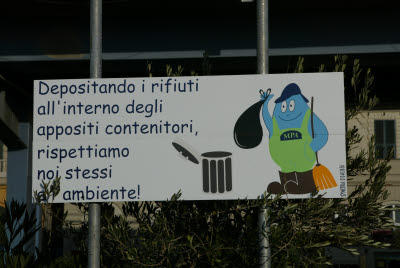 Depositando i rifiuti
all'interno degli
appositi contenitori,
rispettiamo
noi stessi
ambiente!
MPA